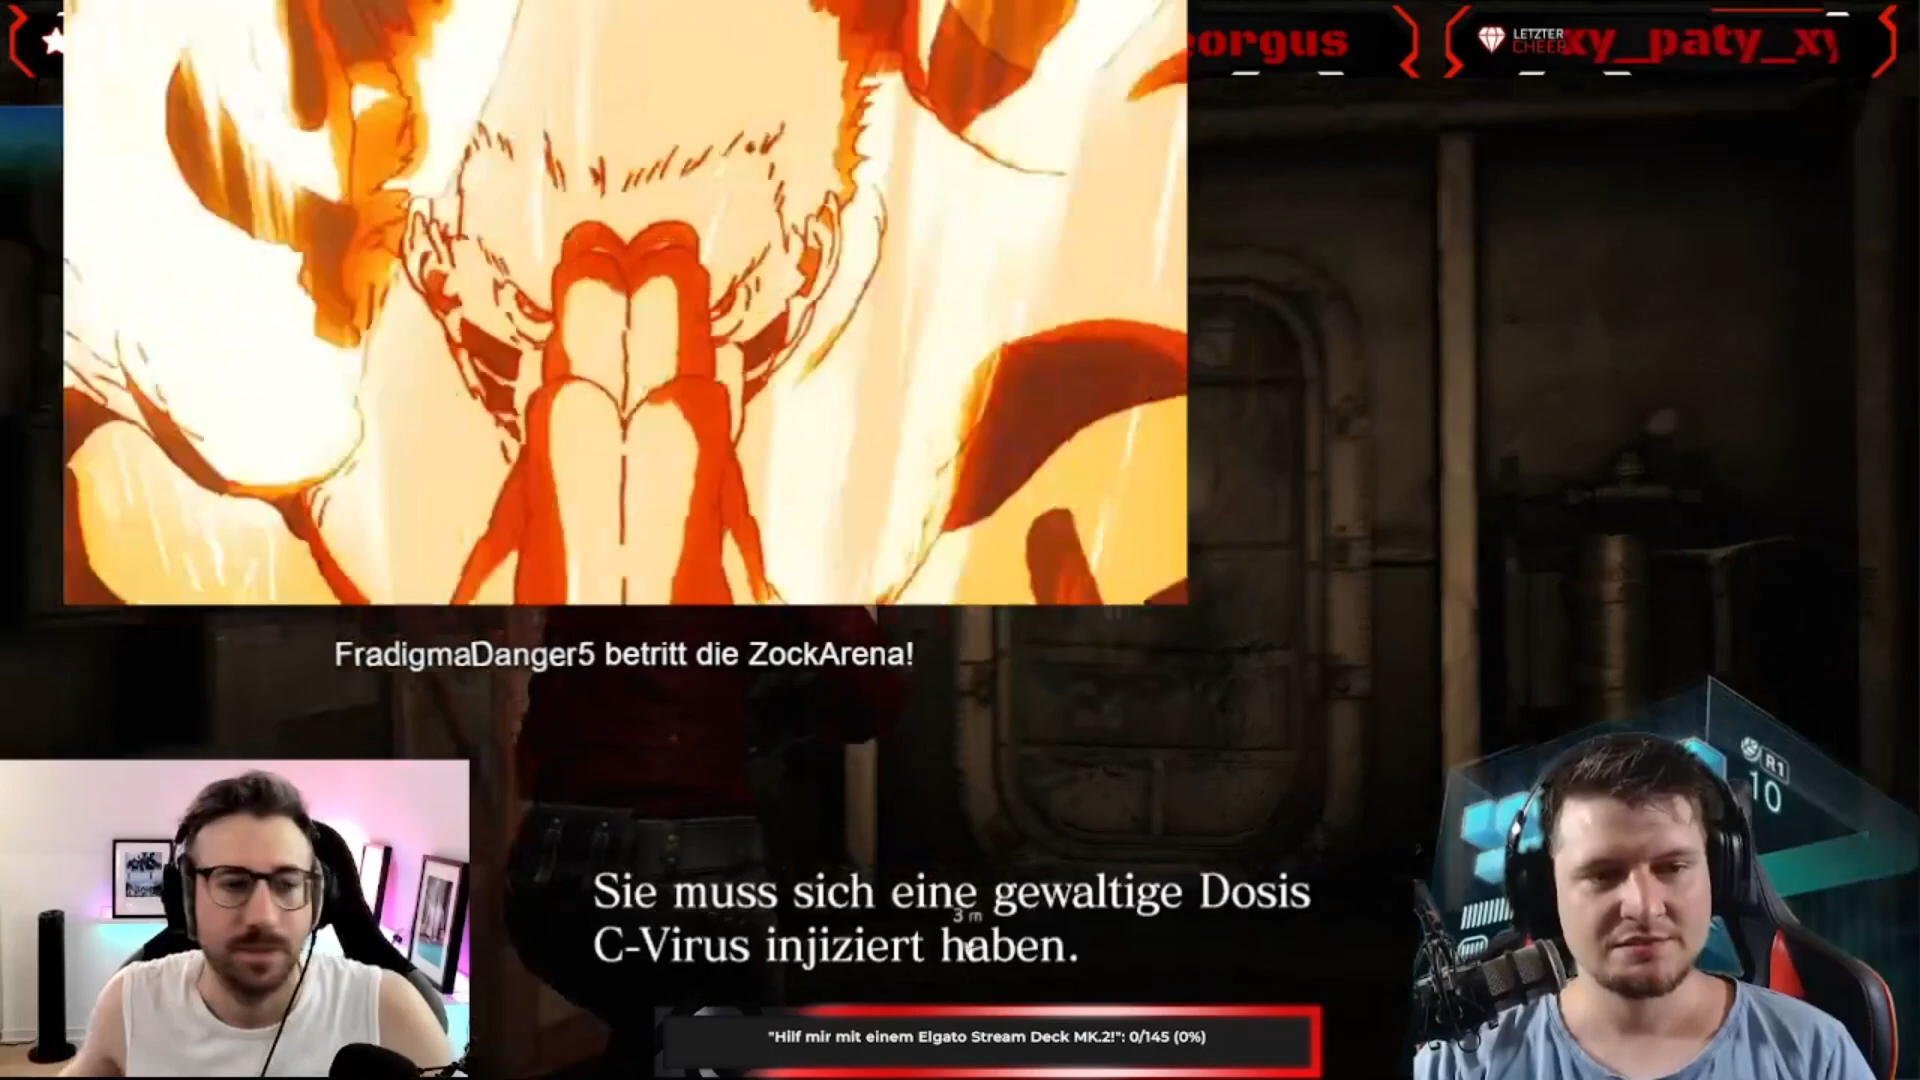 eorgus
LETZTER
CHEER
xy_paty_xy
FradigmaDanger5 betritt die ZockArena!
R1
10
Sie muss sich eine gewaltige Dosis
3 m
C-Virus injiziert haben.
"Hilf mir mit einem Elgato Stream Deck MK.2!": 0/145 (0%)